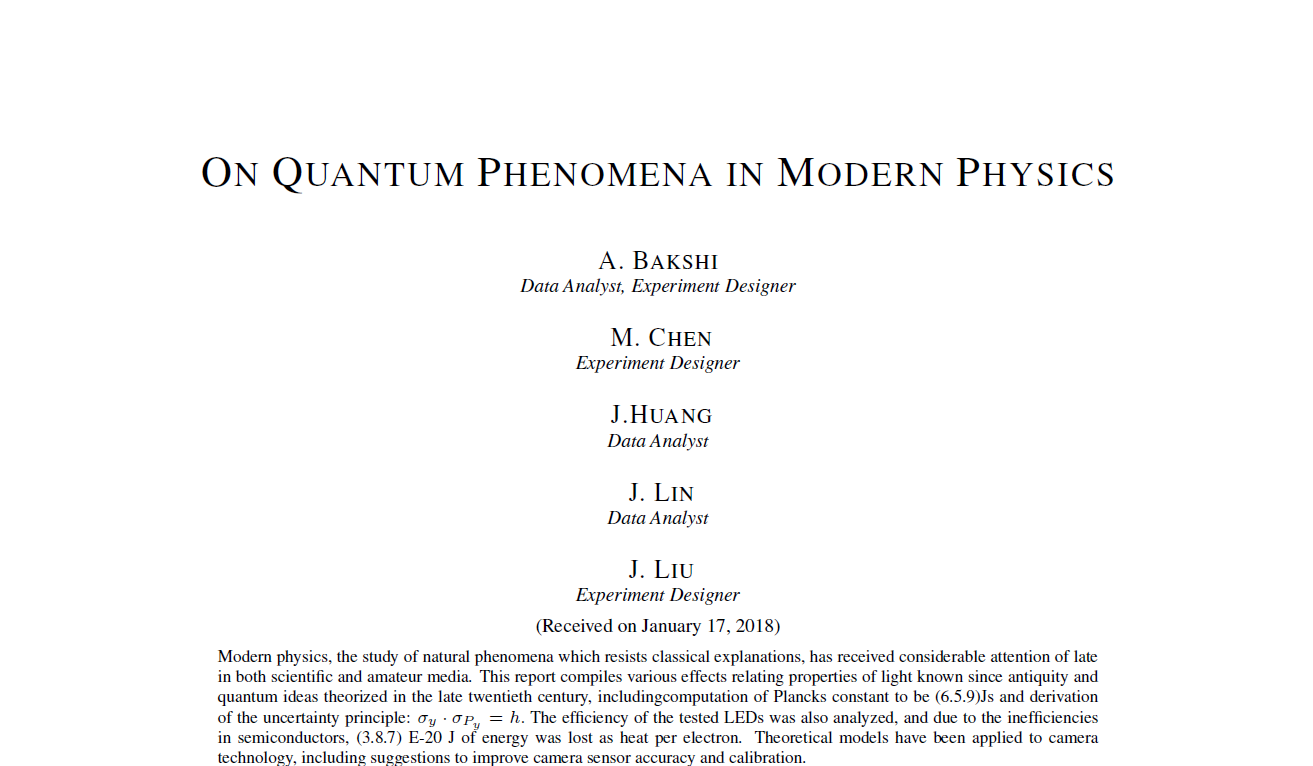 ON QUANTUM PHENOMENA IN MODERN PHYSICS
A. BAKSHI
Data Analyst, Experiment Designer
M. CHEN
Experiment Designer
J.HUANG
Data Analyst
J. LIN
Data Analyst
J. LIU
Experiment Designer
(Received on January 17, 2018)
Modern physics, the study of natural phenomena which resists classical explanations, has received considerable attention of late
in both scientific and amateur media. This report compiles various effects relating properties of light known since antiquity and
quantum ideas theorized in the late twentieth century, includingcomputation of Plancks constant to be (6.5.9)Js and derivation
of the uncertainty principle: σ_y · σ_{P_y} = h. The efficiency of the tested LEDs was also analyzed, and due to the inefficiencies
in semiconductors, (3.8.7) E-20 J of energy was lost as heat per electron. Theoretical models have been applied to camera
technology, including suggestions to improve camera sensor accuracy and calibration.